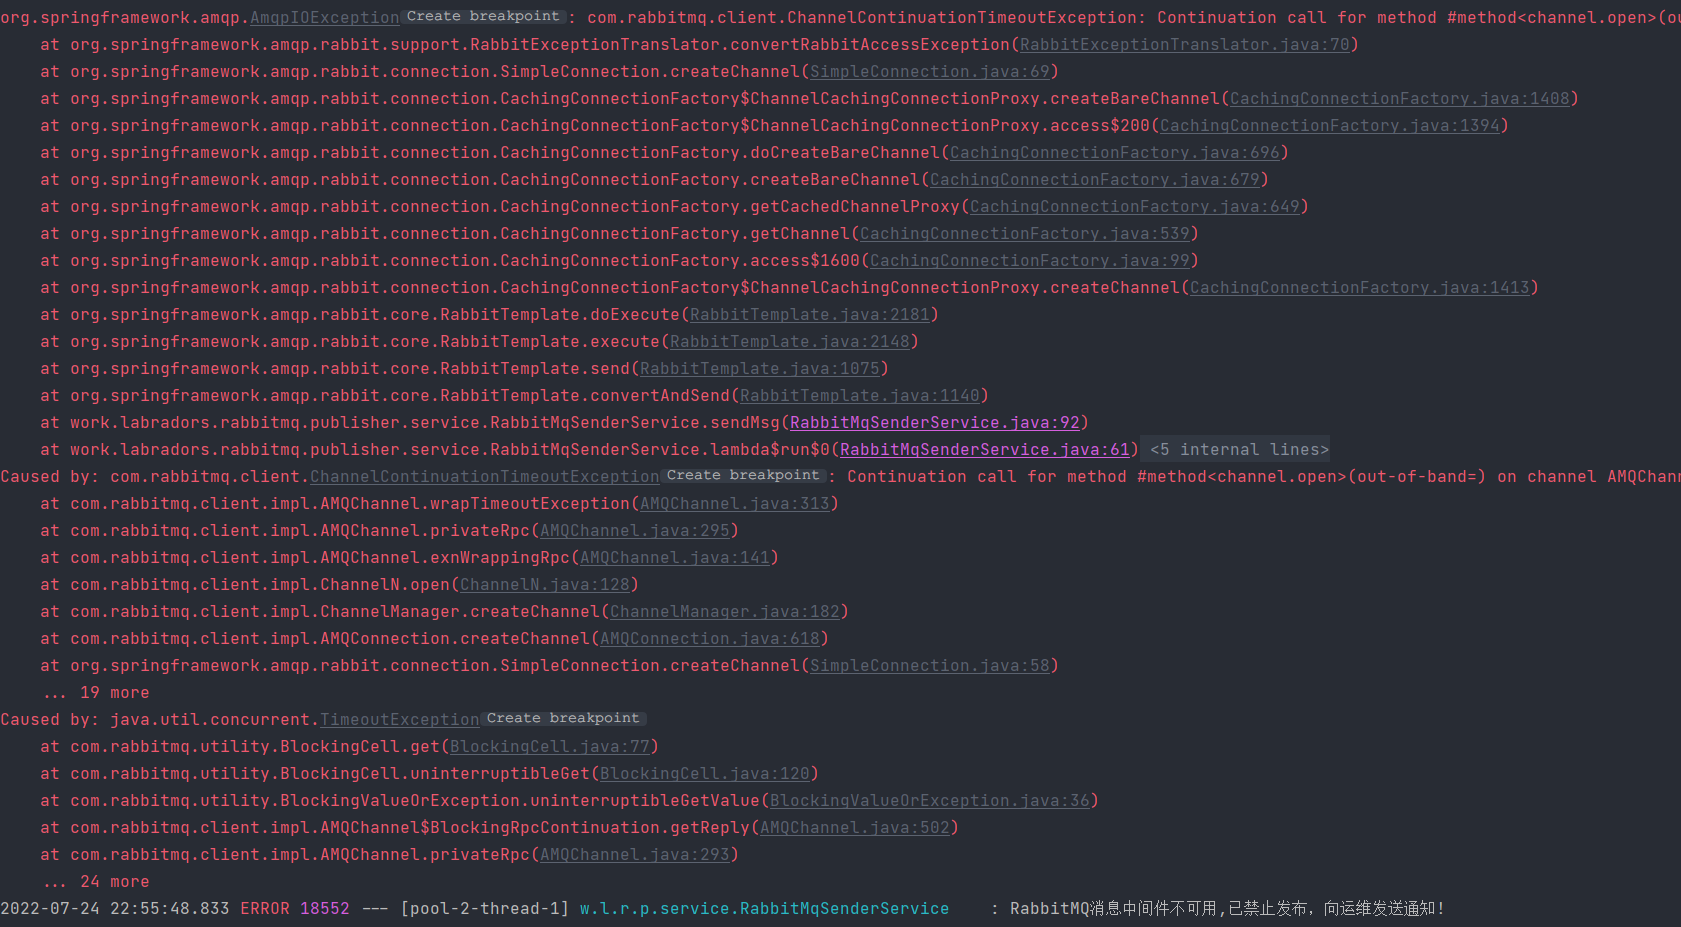 org.springframework.amqp.AmqpIOException Create breakpoint : com.rabbitmq.client.ChannelContinuationTimeoutException: Continuation call for method #method<channel.open>(ou
at org.springframework.amqp.rabbit.support.RabbitExceptionTranslator.convertRabbitAccessException(RabbitExceptionTranslator.java:70)
at org.springframework.amqp.rabbit.connection.SimpleConnection.createChannel(SimpleConnection.java:69)
at org.springframework.amqp.rabbit.connection.CachingConnectionFactory$ChannelCachingConnectionProxy.createBareChannel(CachingConnectionFactory.java:1408)
at org.springframework.amqp.rabbit.connection.CachingConnectionFactory$ChannelCachingConnectionProxy.access$200(CachingConnectionFactory.java:1394)
at org.springframework.amqp.rabbit.connection.CachingConnectionFactory.doCreateBareChannel(CachingConnectionFactory.java:696)
at org.springframework.amqp.rabbit.connection.CachingConnectionFactory.createBareChannel(CachingConnectionFactory.java:679)
at org.springframework.amqp.rabbit.connection.CachingConnectionFactory.getCachedChannelProxy(CachingConnectionFactory.java:649)
at org.springframework.amqp.rabbit.connection.CachingConnectionFactory.getChannel(CachingConnectionFactory.java:539)
at org.springframework.amqp.rabbit.connection.CachingConnectionFactory.access$1600(CachingConnectionFactory.java:99)
at org.springframework.amqp.rabbit.connection.CachingConnectionFactory$ChannelCachingConnectionProxy.createChannel(CachingConnectionFactory.java:1413)
at org.springframework.amqp.rabbit.core.RabbitTemplate.doExecute(RabbitTemplate.java:2181)
at org.springframework.amqp.rabbit.core.RabbitTemplate.execute(RabbitTemplate.java:2148)
at org.springframework.amqp.rabbit.core.RabbitTemplate.send(RabbitTemplate.java:1075)
at org.springframework.amqp.rabbit.core.RabbitTemplate.convertAndSend(RabbitTemplate.java:1140)
at work.labradors.rabbitmq.publisher.service.RabbitMqSenderService.sendMsg(RabbitMqSenderService.java:92)
at work.labradors.rabbitmq.publisher.service.RabbitMqSenderService.lambda$run$0(RabbitMqSenderService.java:61) <5 internal lines>
Caused by: com.rabbitmq.client.ChannelContinuationTimeoutException Create breakpoint : Continuation call for method #method<channel.open>(out-of-band=) on channel AMQChann
at com.rabbitmq.client.impl.AMQChannel.wrapTimeoutException(AMQChannel.java:313)
at com.rabbitmq.client.impl.AMQChannel.privateRpc(AMQChannel.java:295)
at com.rabbitmq.client.impl.AMQChannel.exnWrappingRpc(AMQChannel.java:141)
at com.rabbitmq.client.impl.ChannelN.open(ChannelN.java:128)
at com.rabbitmq.client.impl.ChannelManager.createChannel(ChannelManager.java:182)
at com.rabbitmq.client.impl.AMQConnection.createChannel(AMQConnection.java:618)
at org.springframework.amqp.rabbit.connection.SimpleConnection.createChannel(SimpleConnection.java:58)
... 19 more
Caused by: java.util.concurrent.TimeoutException Create breakpoint
at com.rabbitmq.utility.BlockingCell.get(BlockingCell.java:77)
at com.rabbitmq.utility.BlockingCell.uninterruptibleGet(BlockingCell.java:120)
at com.rabbitmq.utility.BlockingValueOrException.uninterruptibleGetValue(BlockingValueOrException.java:36)
at com.rabbitmq.client.impl.AMQChannel$BlockingRpcContinuation.getReply(AMQChannel.java:502)
at com.rabbitmq.client.impl.AMQChannel.privateRpc(AMQChannel.java:293)
... 24 more
2022-07-24 22:55:48.833 ERROR 18552 --- [pool-2-thread-1] w.l.r.p.service.RabbitMqSenderService : RabbitMQ消息中间件不可用,已禁止发布，向运维发送通知!